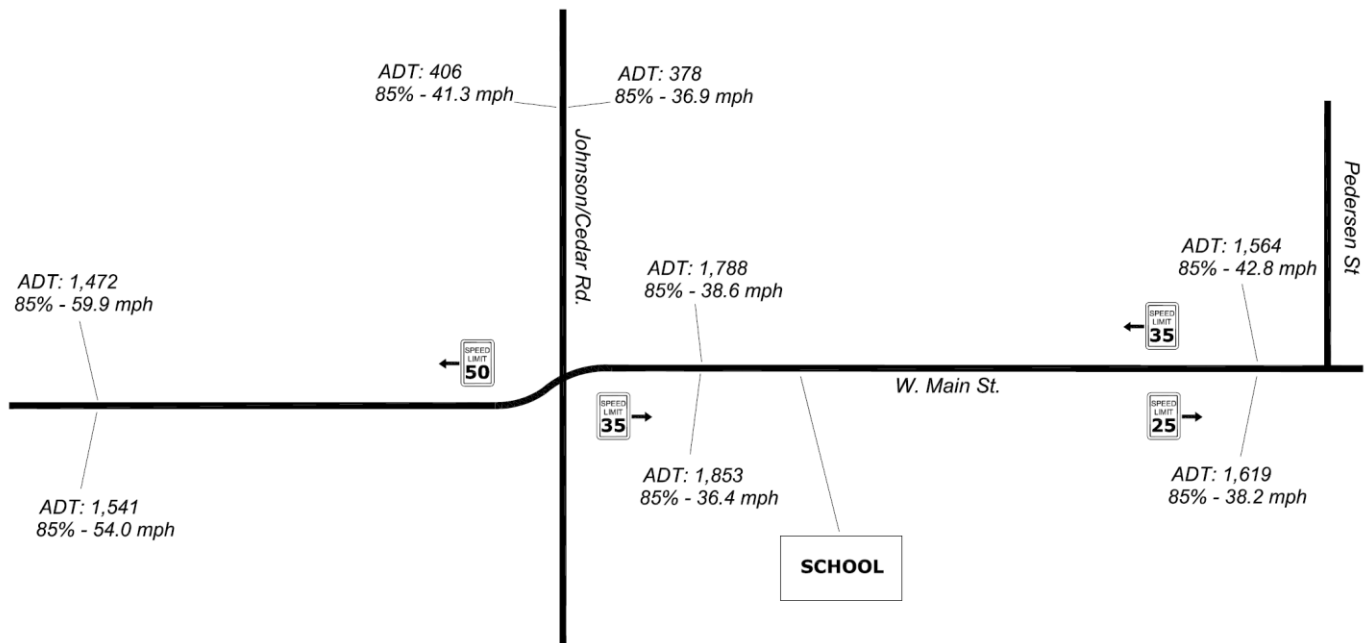 ADT: 406
85% - 41.3 mph
ADT: 378
85% - 36.9 mph
Johnson/Cedar Rd.
Pedersen St
ADT: 1,472
85% - 59.9 mph
ADT: 1,788
85% - 38.6 mph
ADT: 1,564
85% - 42.8 mph
SPEED
LIMIT
50
SPEED
LIMIT
35
W. Main St.
SPEED
LIMIT
35
SPEED
LIMIT
25
ADT: 1,541
85% - 54.0 mph
ADT: 1,853
85% - 36.4 mph
ADT: 1,619
85% - 38.2 mph
SCHOOL